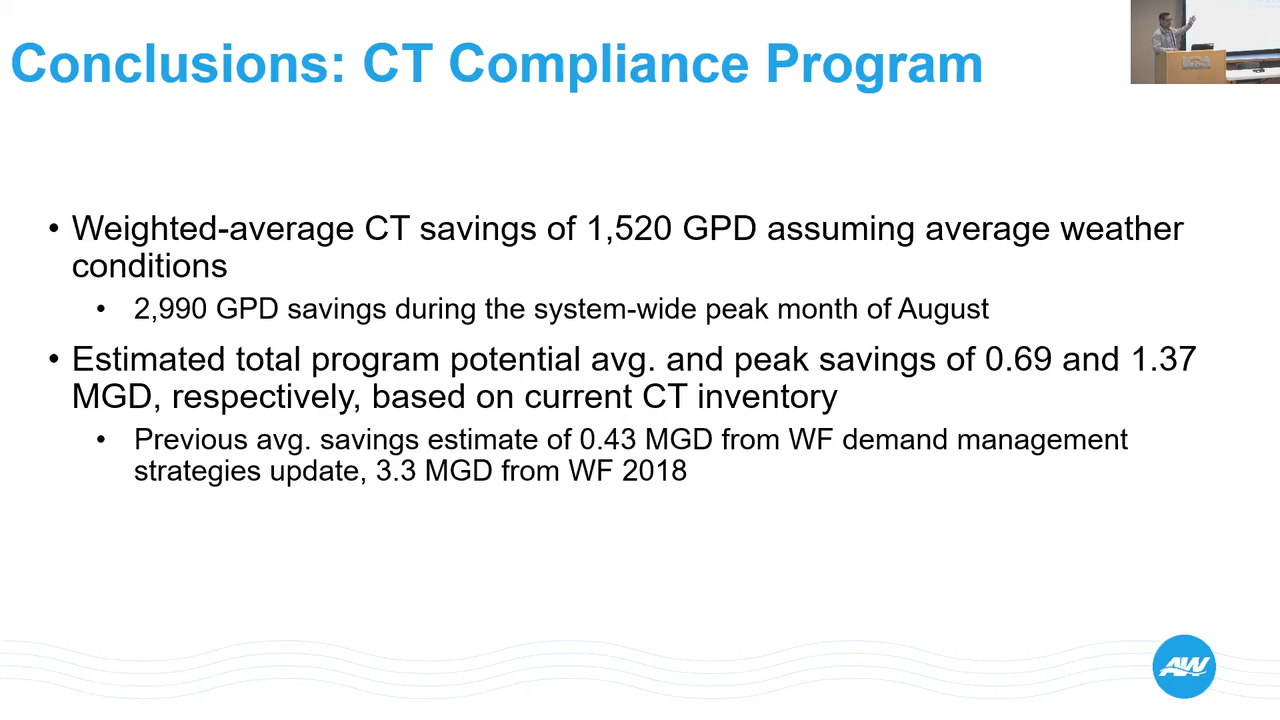 Conclusions: CT Compliance Program
• Weighted-average CT savings of 1,520 GPD assuming average weather
conditions
• 2,990 GPD savings during the system-wide peak month of August
• Estimated total program potential avg. and peak savings of 0.69 and 1.37
MGD, respectively, based on current CT inventory
• Previous avg. savings estimate of 0.43 MGD from WF demand management
strategies update, 3.3 MGD from WF 2018
AW